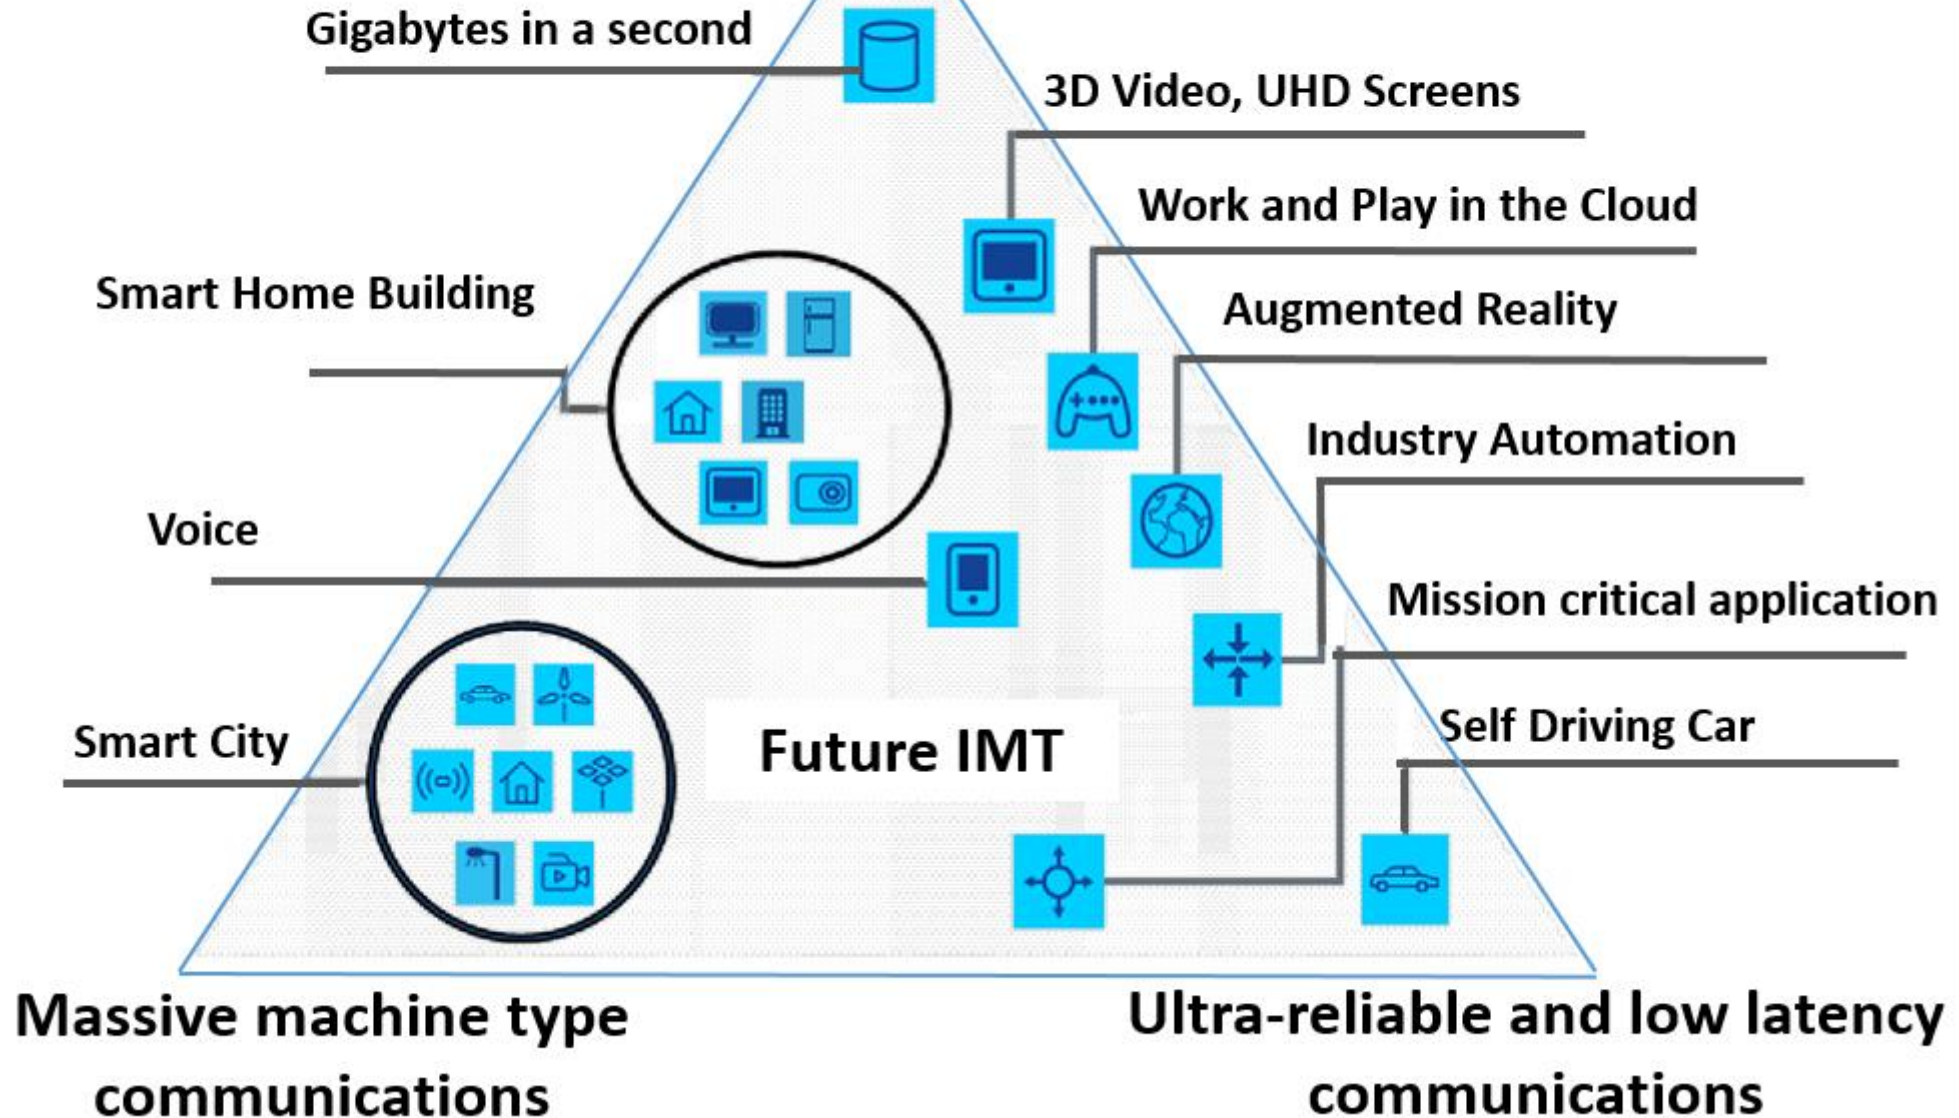 Gigabytes in a second
3D Video, UHD Screens
Work and Play in the Cloud
Smart Home Building
Augmented Reality
Industry Automation
Voice
Mission critical application
Smart City
Self Driving Car
Future IMT
Massive machine type
communications
Ultra-reliable and low latency
communications